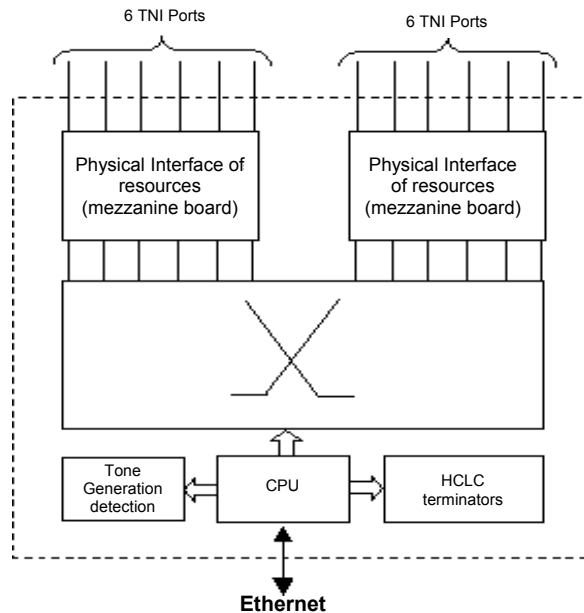 6 TNI Ports
6 TNI Ports
Physical Interface of
resources
(mezzanine board)
Physical Interface
of resources
(mezzanine board)
Tone
Generation
detection
CPU
HCLC
terminators
Ethernet